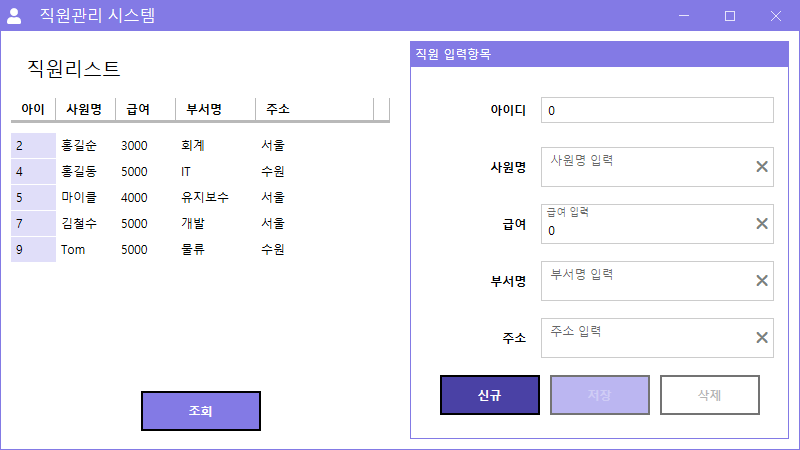 직원관리 시스템
직원리스트
아이 사원명 급여 부서명 주소
2 홍길순 3000 회계 서울
4 홍길동 5000 IT 수원
5 마이클 4000 유지보수 서울
7 김철수 5000 개발 서울
9 Tom 5000 물류 수원
조회
직원 입력항목
아이디 0
사원명 사원명 입력
급여 급여 입력
0
부서명 부서명 입력
주소 주소 입력
신규 저장 삭제